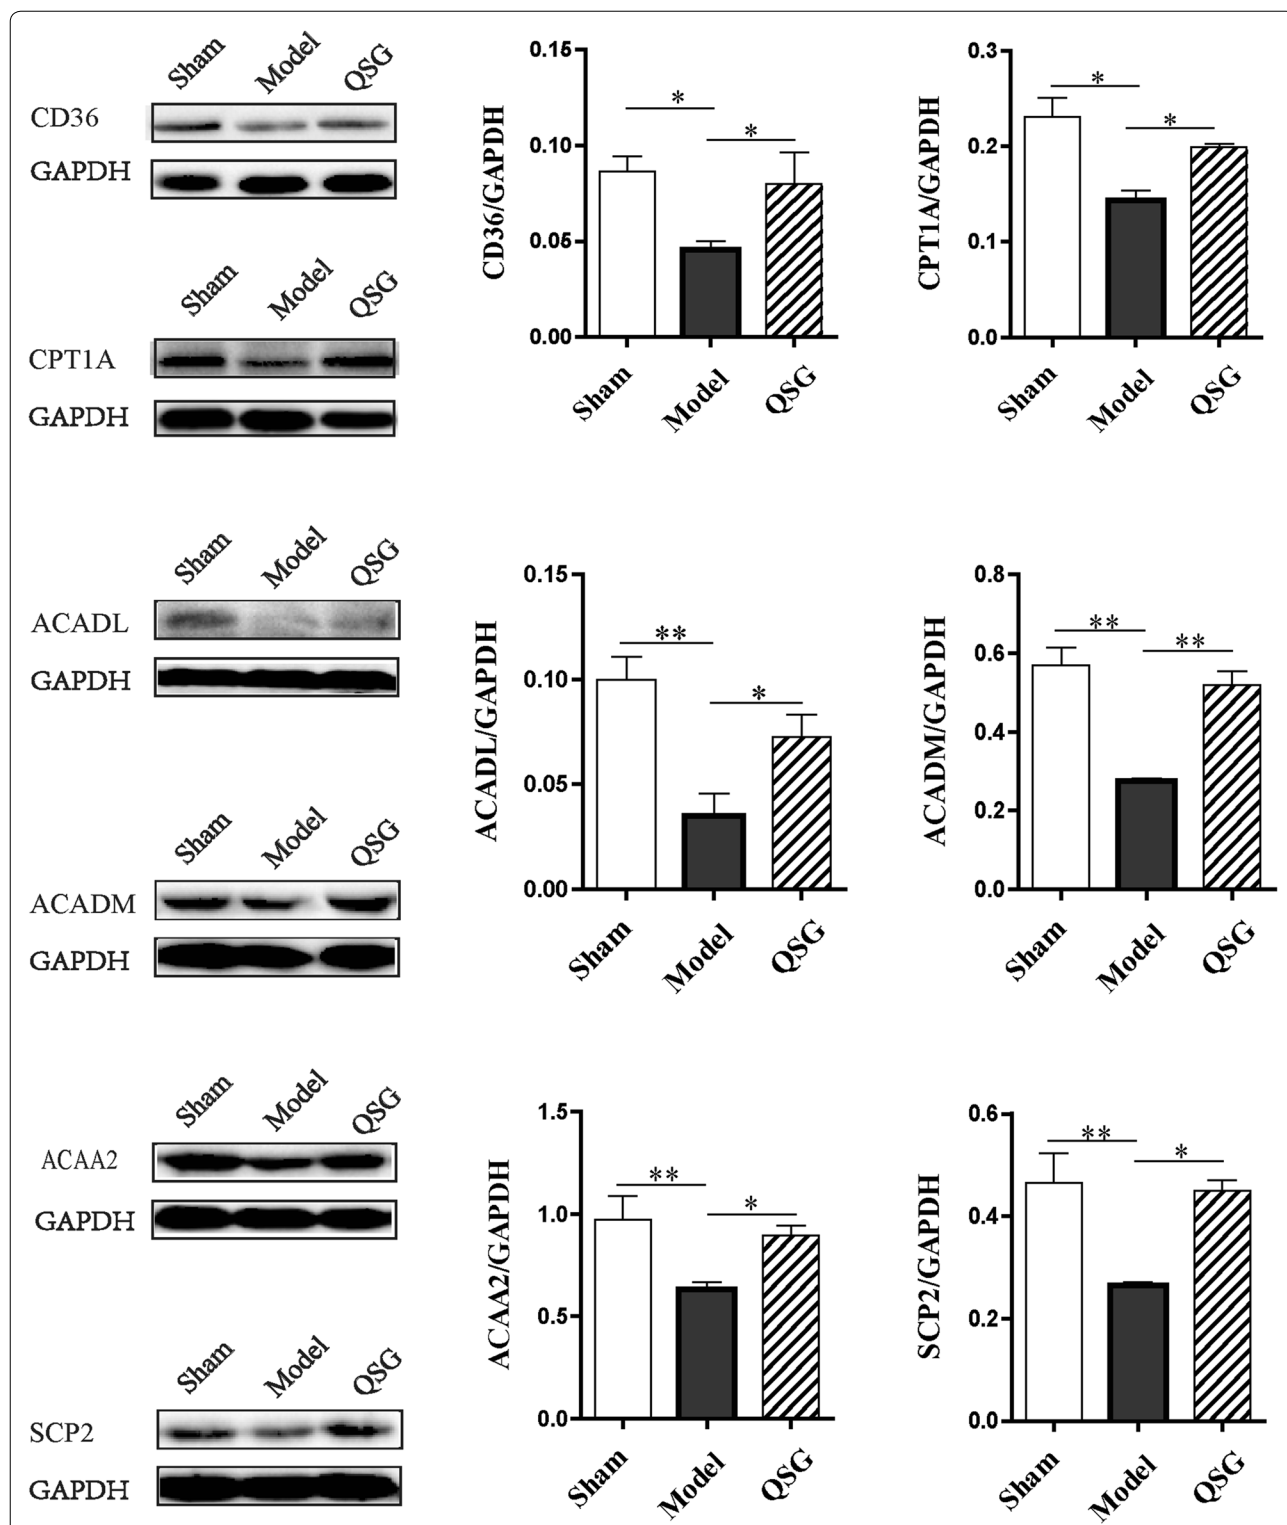 Sham Model QSG
CD36
GAPDH
Sham Model QSG
CPT1A
GAPDH
CD36/GAPDH
0.15
0.10
0.05
0.00
* *
Sham Model QSG
CPT1A/GAPDH
0.3
0.2
0.1
0.0
* *
Sham Model QSG
Sham Model QSG
ACADL
GAPDH
Sham Model QSG
ACADM
GAPDH
ACADL/GAPDH
0.15
0.10
0.05
0.00
** *
Sham Model QSG
ACADM/GAPDH
0.8
0.6
0.4
0.2
0.0
** **
Sham Model QSG
Sham Model QSG
ACAA2
GAPDH
Sham Model QSG
SCP2
GAPDH
ACAA2/GAPDH
1.5
1.0
0.5
0.0
** *
Sham Model QSG
SCP2/GAPDH
0.6
0.4
0.2
0.0
** *
Sham Model QSG